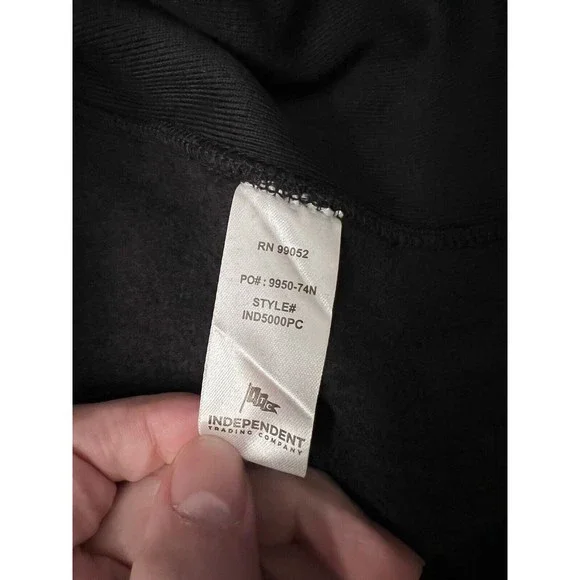 RN 99052
PO#: 9950-74N
STYLE#
IND5000PC
INDEPENDENT
TRADING COMPANY